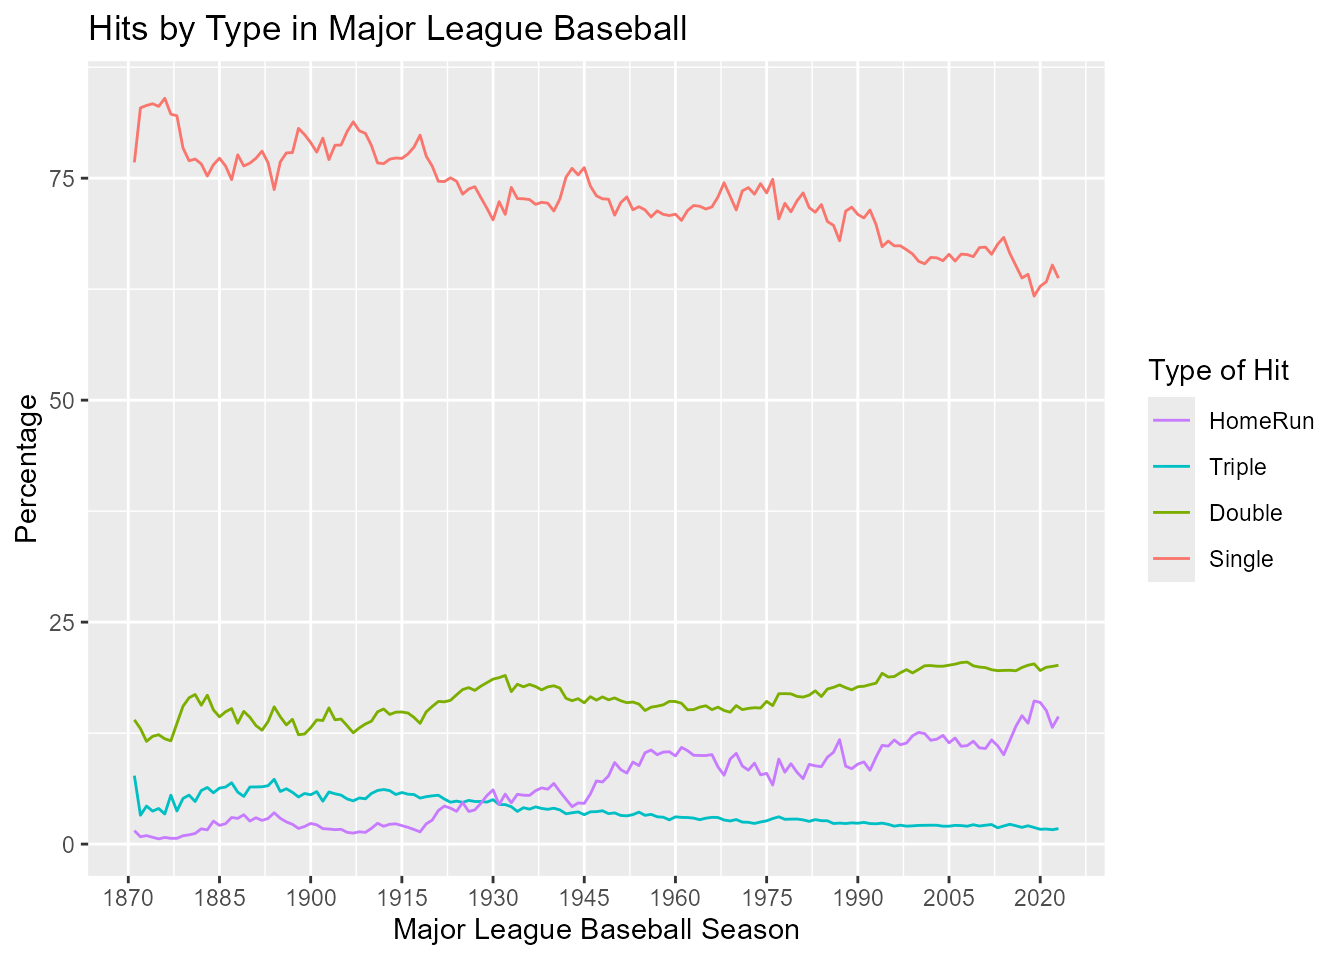 Hits by Type in Major League Baseball
75
50
25
0
Percentage
1870 1885 1900 1915 1930 1945 1960 1975 1990 2005 2020
Major League Baseball Season
Type of Hit
HomeRun
Triple
Double
Single